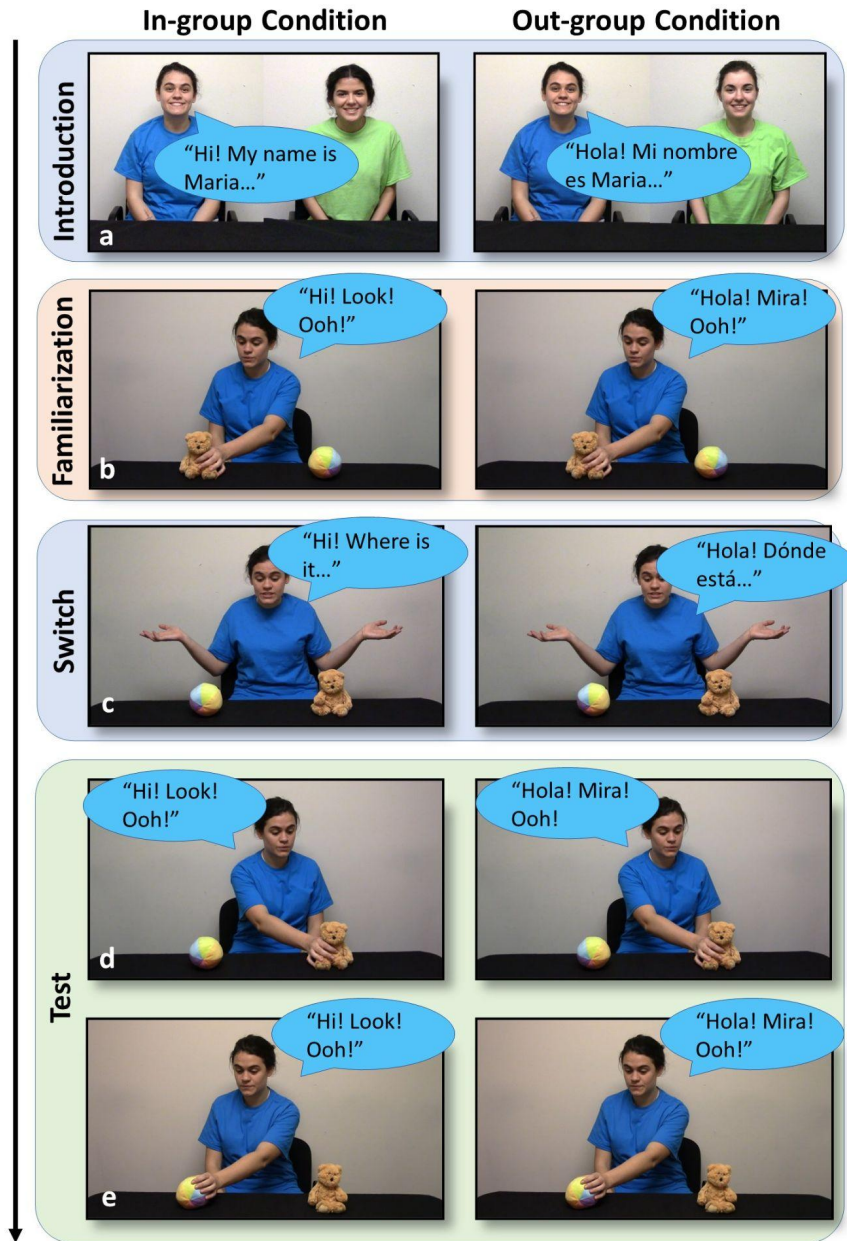 In-group Condition
Out-group Condition
Introduction
“Hi! My name is
Maria...”
“Hola! Mi nombre
es Maria...”
a
Familiarization
“Hi! Look!
Ooh!”
“Hola! Mira!
Ooh!”
b
Switch
“Hi! Where is
it...”
“Hola! Dónde
está...”
c
Test
“Hi! Look!
Ooh!”
“Hola! Mira!
Ooh!
d
“Hi! Look!
Ooh!”
“Hola! Mira!
Ooh!”
e